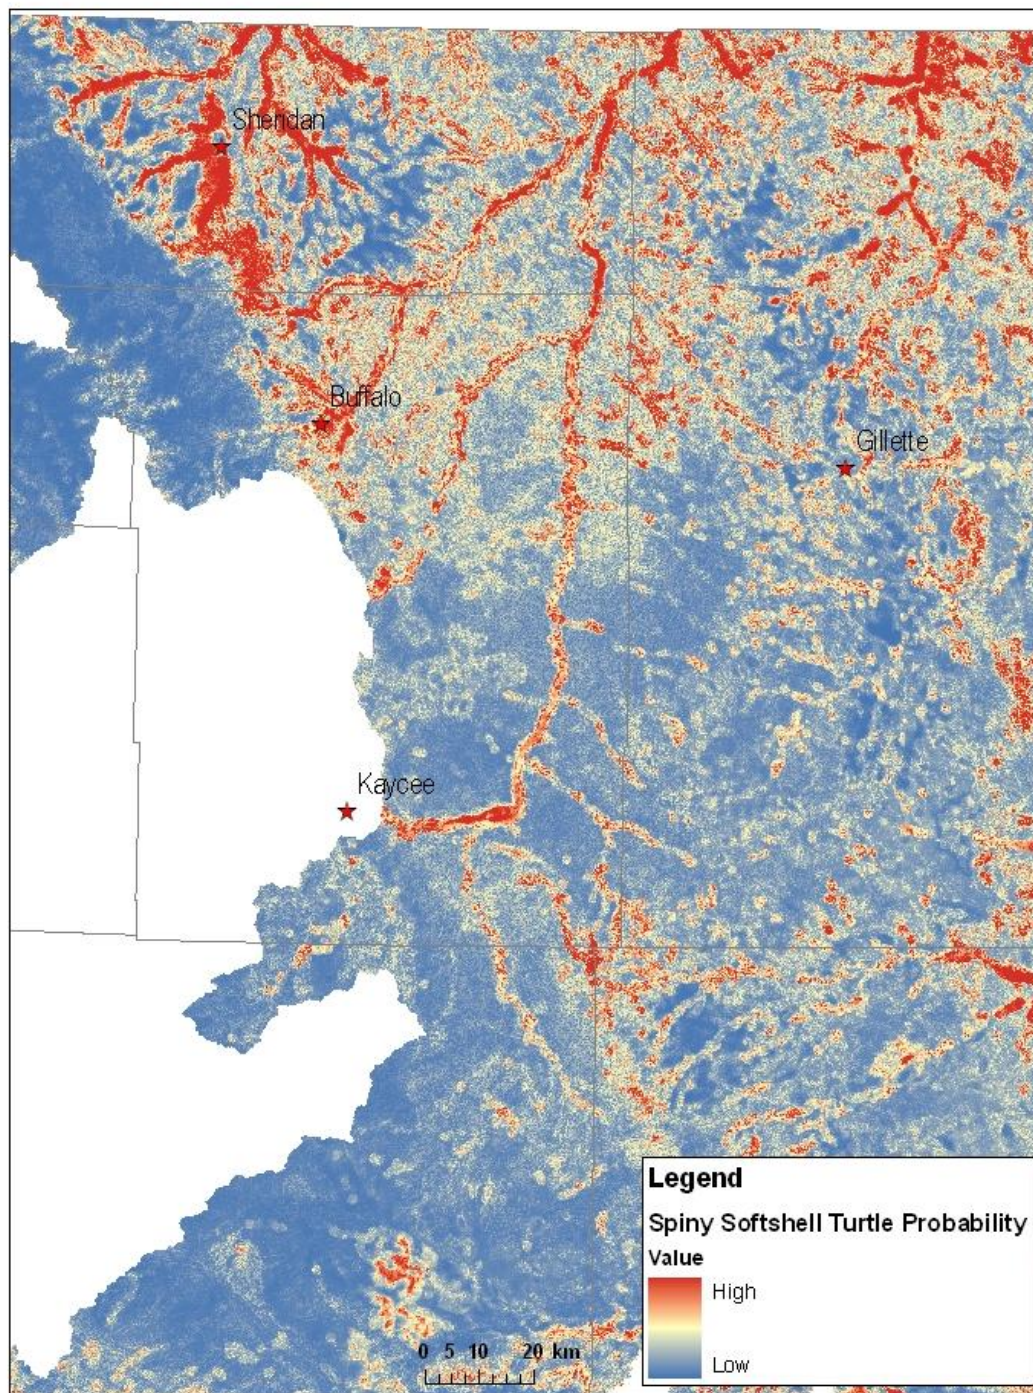 Sheridan
Buffalo
Gillette
Kaycee
Legend
Spiny Softshell Turtle Probability
Value
High
Low
0 5 10 20 km